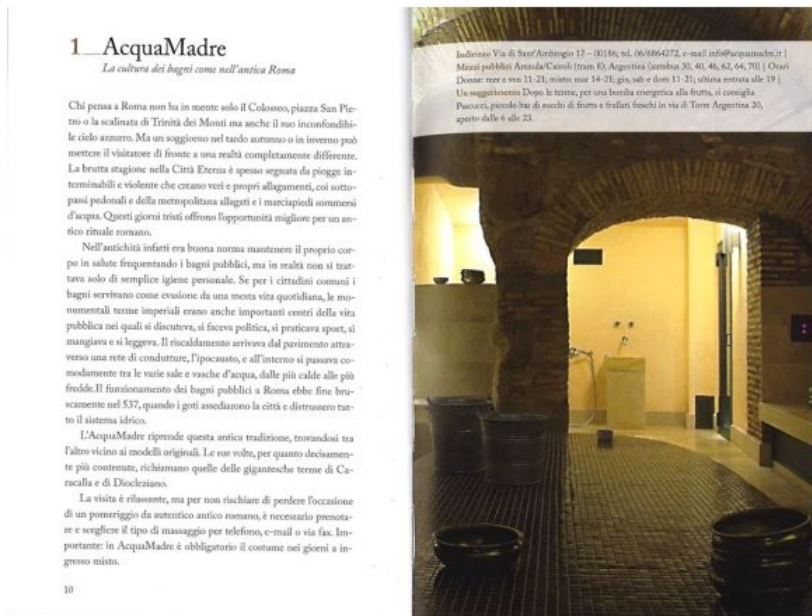 1 AcquaMadre
La cultura dei bagni come nell'antica Roma
Chi pensa a Roma non ha in mente solo il Colosseo, piazza San Pie-
tro o la scalinata di Trinità dei Monti ma anche il suo inconfondibi-
le cielo azzurro. Ma un soggiorno nel tardo autunno o in inverno può
mettere il visitatore di fronte a una realtà completamente differente.
La brutta stagione nella Città Eterna è spesso segnata da piogge in-
terminabili e violente che creano veri e propri allagamenti, coi sotto-
passi pedonali e della metropolitana allagati e i marciapiedi sommersi
d'acqua. Questi giorni tristi offrono l'opportunità migliore per un an-
tico rituale romano.
Nell'antichità infatti era buona norma mantenere il proprio cor-
po in salute frequentando i bagni pubblici, ma in realtà non si trat-
tava solo di semplice igiene personale. Se per i cittadini comuni i
bagni servivano come evasione da una mesta vita quotidiana, le mo-
numentali terme imperiali erano anche importanti centri della vita
pubblica nei quali si discuteva, si faceva politica, si praticava sport, si
mangiava e si leggeva. Il riscaldamento arrivava dal pavimento attra-
verso una rete di condutture, l'ipocausto, e all'interno si passava co-
modamente tra le varie sale e vasche d'acqua, dalle più calde alle più
fredde.Il funzionamento dei bagni pubblici a Roma ebbe fine bru-
scamente nel 537, quando i goti assediarono la città e distrussero tut-
to il sistema idrico.
L'AcquaMadre riprende questa antica tradizione, trovandosi tra
l'altro vicino ai modelli originali. Le sue volte, per quanto decisamen-
te più contenute, richiamano quelle delle gigantesche terme di Ca-
racalla e di Diocleziano.
La visita è rilassante, ma per non rischiare di perdere l'occasione
di un pomeriggio da autentico antico romano, è necessario prenota-
re e scegliere il tipo di massaggio per telefono, e-mail o via fax. Im-
portante: in AcquaMadre è obbligatorio il costume nei giorni a in-
gresso misto.
10
Indirizzo Via di Sant'Ambrogio 17 – 00186; tel. 06/6864272, e-mail info@acquamadre.it |
Mezzi pubblici Arenula/Cairoli (tram 8); Argentina (autobus 30, 40, 46, 62, 64, 70) | Orari
Donne: mer e ven 11-21; misto: mar 14-21; gio, sab e dom 11-21; ultima entrata alle 19 |
Un suggerimento Dopo le terme, per una bomba energetica alla frutta, si consiglia
Pascucci, piccolo bar di succhi di frutta e frullati freschi in via di Torre Argentina 20,
aperto dalle 6 alle 23.